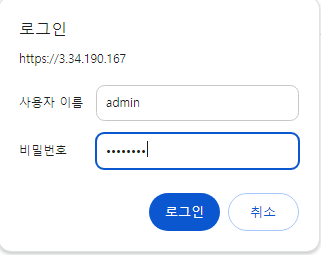 로그인
https://3.34.190.167
사용자 이름 admin
비밀번호 ••••••••
로그인 취소